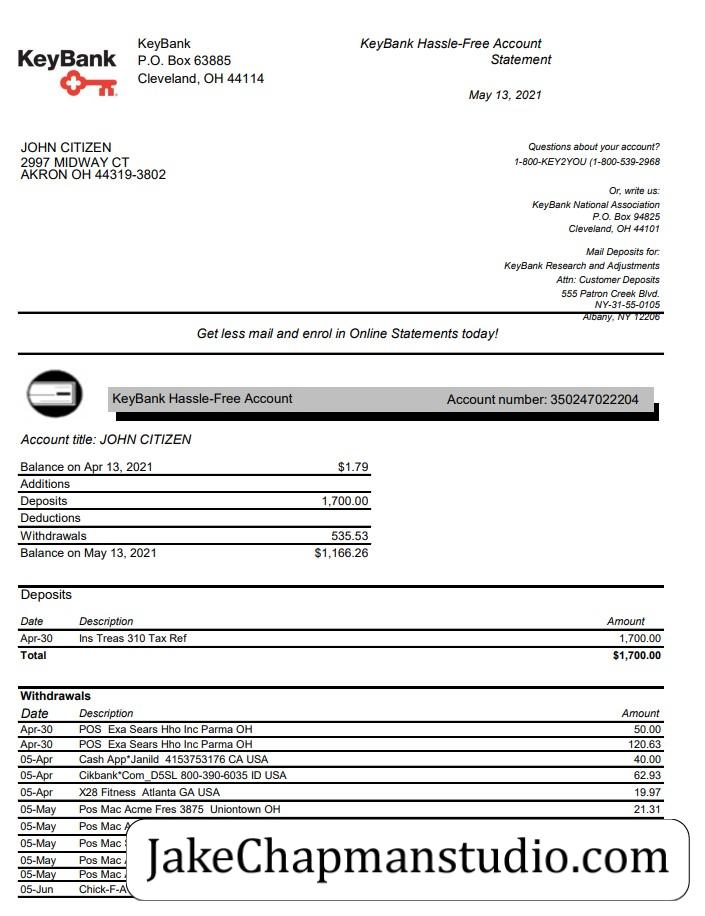 KeyBank
KeyBank
P.O. Box 63885
Cleveland, OH 44114
KeyBank Hassle-Free Account
Statement
May 13, 2021
JOHN CITIZEN
2997 MIDWAY CT
AKRON OH 44319-3802
Questions about your account?
1-800-KEY2YOU (1-800-539-2968
Or, write us:
KeyBank National Association
P.O. Box 94825
Cleveland, OH 44101
Mail Deposits for:
KeyBank Research and Adjustments
Attn: Customer Deposits
555 Patron Creek Blvd.
NY-31-55-0105
Albany, NY 12206
Get less mail and enrol in Online Statements today!
KeyBank Hassle-Free Account Account number: 350247022204
Account title: JOHN CITIZEN
Balance on Apr 13, 2021 $1.79
Additions
Deposits 1,700.00
Deductions
Withdrawals 535.53
Balance on May 13, 2021 $1,166.26
Deposits
Date Description Amount
Apr-30 Ins Treas 310 Tax Ref 1,700.00
Total $1,700.00
Withdrawals
Date Description Amount
Apr-30 POS Exa Sears Hho Inc Parma OH 50.00
Apr-30 POS Exa Sears Hho Inc Parma OH 120.63
05-Apr Cash App*Janild 4153753176 CA USA 40.00
05-Apr Cikbank*Com_D5SL 800-390-6035 ID USA 62.93
05-Apr X28 Fitness Atlanta GA USA 19.97
05-May Pos Mac Acme Fres 3875 Uniontown OH 21.31
05-May Pos Mac
05-May Pos Mac
05-May Pos Mac
05-May Pos Mac
05-Jun Chick-F-A
JakeChapmanstudio.com